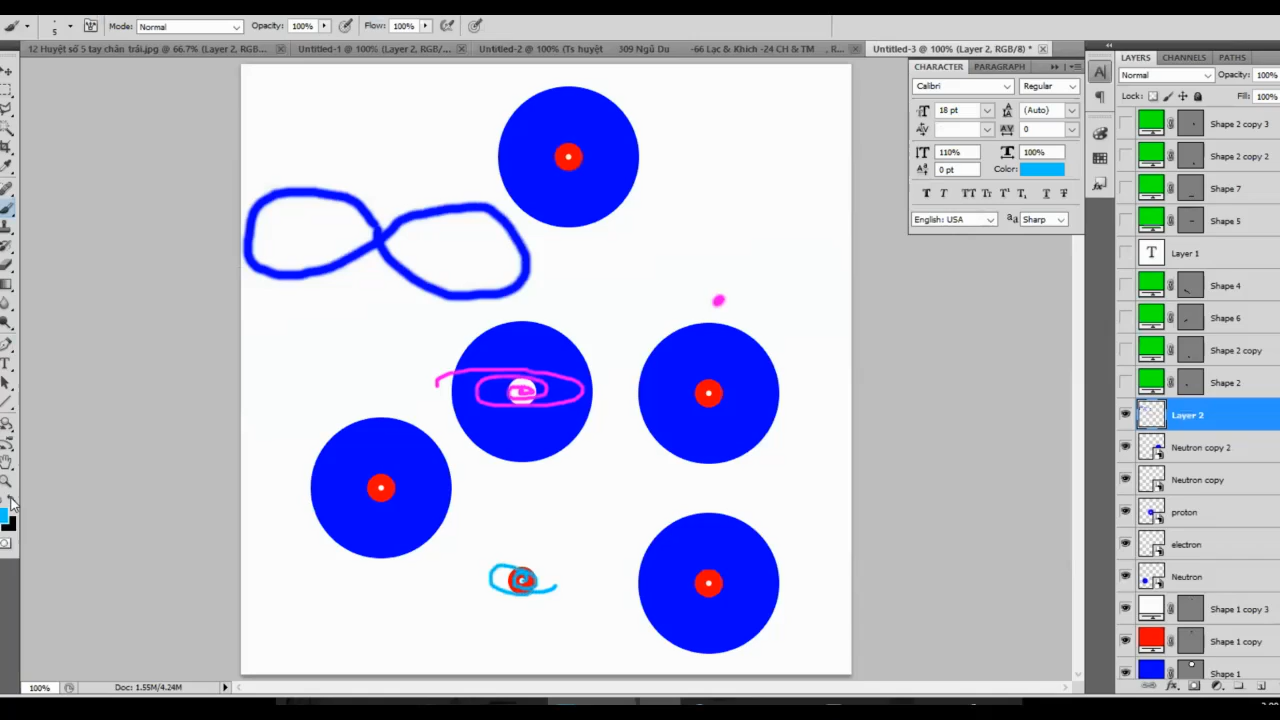 5 Mode: Normal Opacity: 100% Flow: 100%
12 Huyệt số 5 tay chân trái.jpg @ 66.7% (Layer 2, RGB... Untitled-1 @ 100% (Layer 2, RGB/... Untitled-2 @ 100% (Ts huyệt 309 Ngũ Du -66 Lạc & Khích -24 CH & TM , R... Untitled-3 @ 100% (Layer 2, RGB/8) *
CHARACTER PARAGRAPH
Calibri Regular
18 pt (Auto)
0
110% 100%
0 pt Color:
T T TT Tr T¹ T, T T
English: USA aa Sharp
LAYERS CHANNELS PATHS
Normal Opacity: 100%
Lock: Fill: 100%
Shape 2 copy 3
Shape 2 copy 2
Shape 7
Shape 5
T Layer 1
Shape 4
Shape 6
Shape 2 copy
Shape 2
Layer 2
Neutron copy 2
Neutron copy
proton
electron
Neutron
Shape 1 copy 3
Shape 1 copy
Shape 1
100% Doc: 1.55M/4.24M